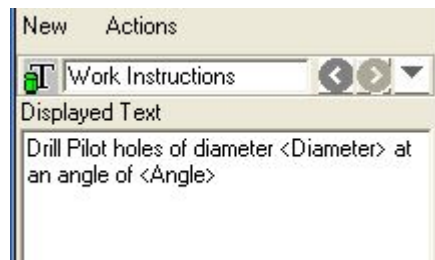 New Actions
Work Instructions
Displayed Text
Drill Pilot holes of diameter <Diameter> at
an angle of <Angle>